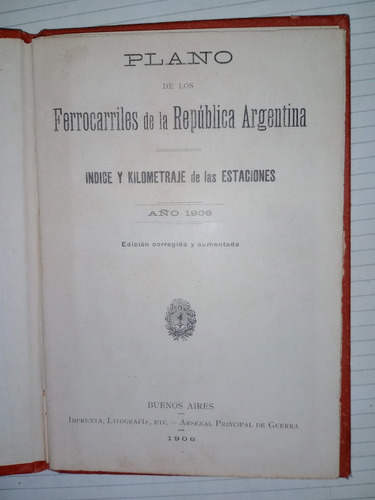 PLANO
DE LOS
Ferrocarriles de la República Argentina
INDICE Y KILOMETRAJE de las ESTACIONES
AÑO 1906
Edición corregida y aumentada
BUENOS AIRES
IMPRENTA, LITOGRAFÍA, ETC. — ARSENAL PRINCIPAL DE GUERRA
1906